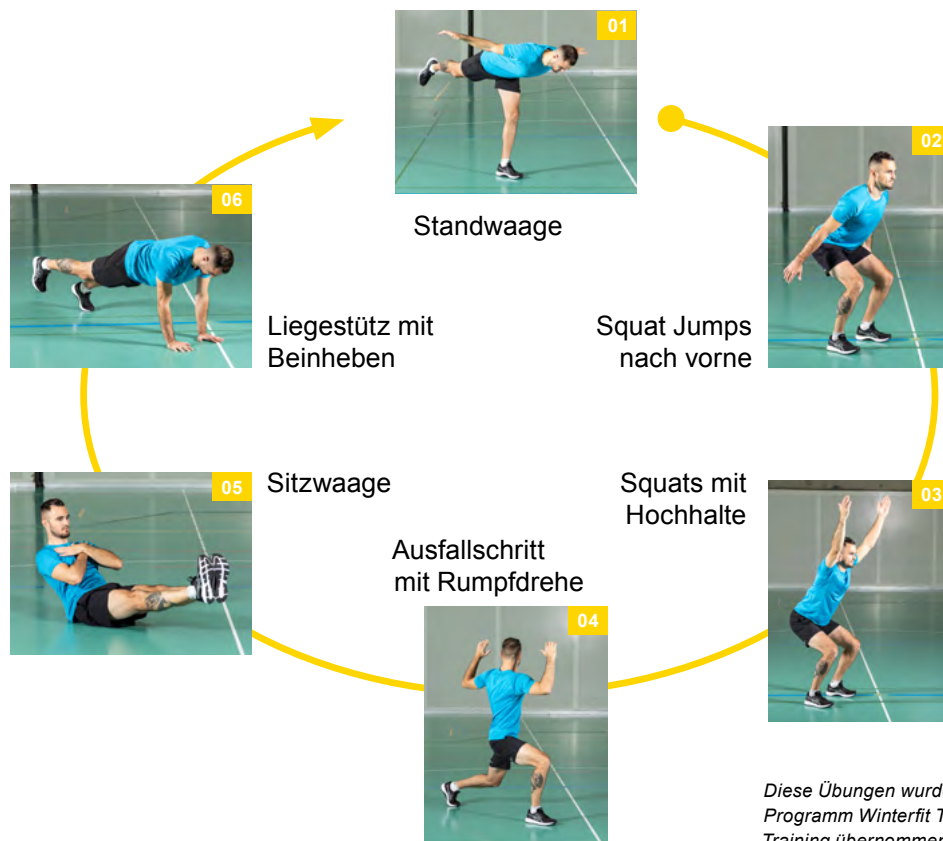 01
Standwaage
02
Squat Jumps
nach vorne
03
Squats mit
Hochhalte
04
Ausfallschritt
mit Rumpfdrehe
05
Sitzwaage
06
Liegestütz mit
Beinheben
Diese Übungen
Programm Winterfit
Training